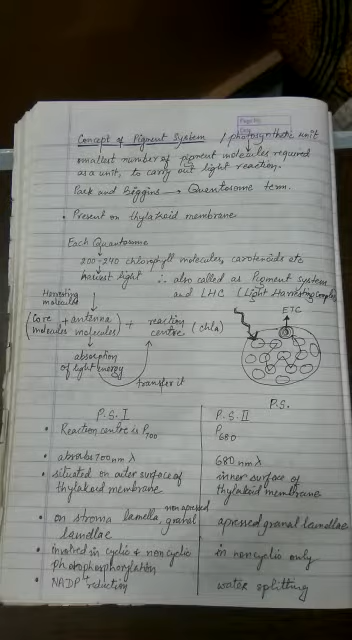 Page No.
Concept of Pigment System / photosynthetic unit
smallest number of pigment molecules required
as a unit, to carry out light reaction.
Park and Biggins → Quantosome term.
• Present on thylakoid membrane
Each Quantosome
200-240 chlorophyll molecules, carotenoids etc
harvest light ∴ also called as Pigment system
and LHC (Light Harvesting Complex)
Harvesting
molecules
(Core + antenna + reaction (chla)
molecules molecules) centre
ETC
absorption
of light energy
transfer it
P.S.
P.S. I P.S. II
• Reaction centre is P700 P680
• absorbs 700nm λ 680 nm λ
• situated on outer surface of inner surface of
thylakoid membrane thylakoid membrane
non apressed
• on stroma lamella, granal apressed granal lamellae
lamellae
• involved in cyclic & noncyclic in noncyclic only
photophosphorylation
• NADP+ reduction water splitting